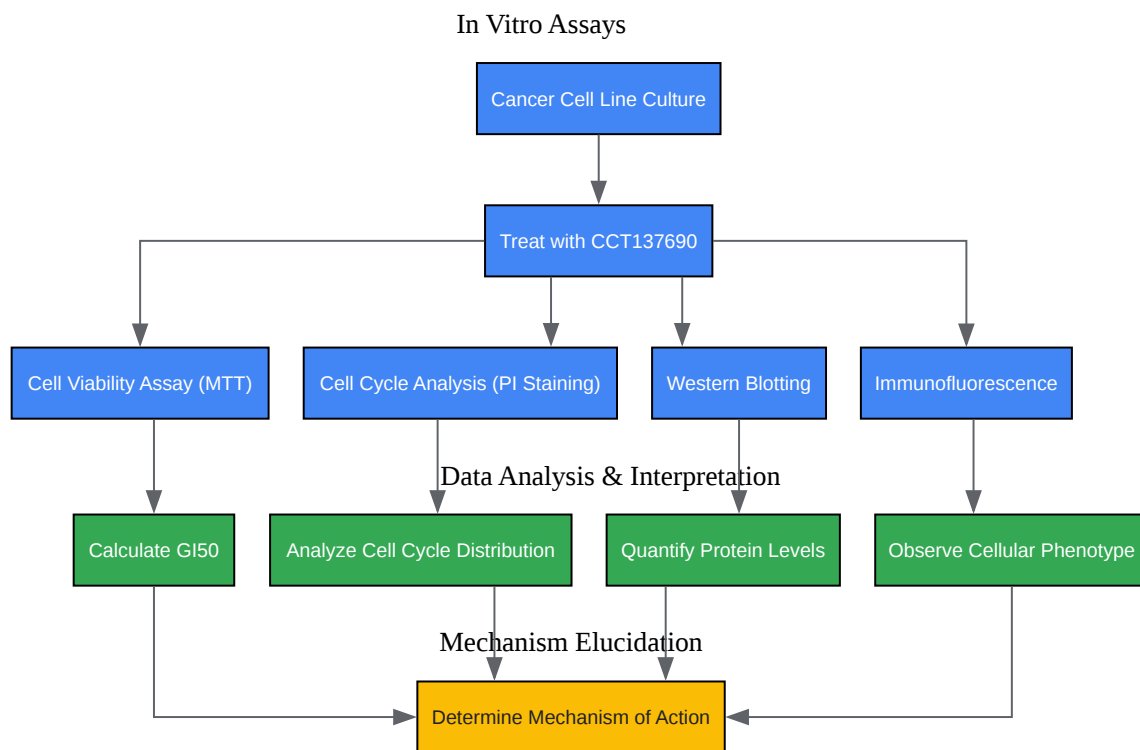 In Vitro Assays
Cancer Cell Line Culture
Treat with CCT137690
Cell Viability Assay (MTT)
Cell Cycle Analysis (PI Staining)
Western Blotting
Immunofluorescence
Data Analysis & Interpretation
Calculate GI50
Analyze Cell Cycle Distribution
Quantify Protein Levels
Observe Cellular Phenotype
Mechanism Elucidation
Determine Mechanism of Action